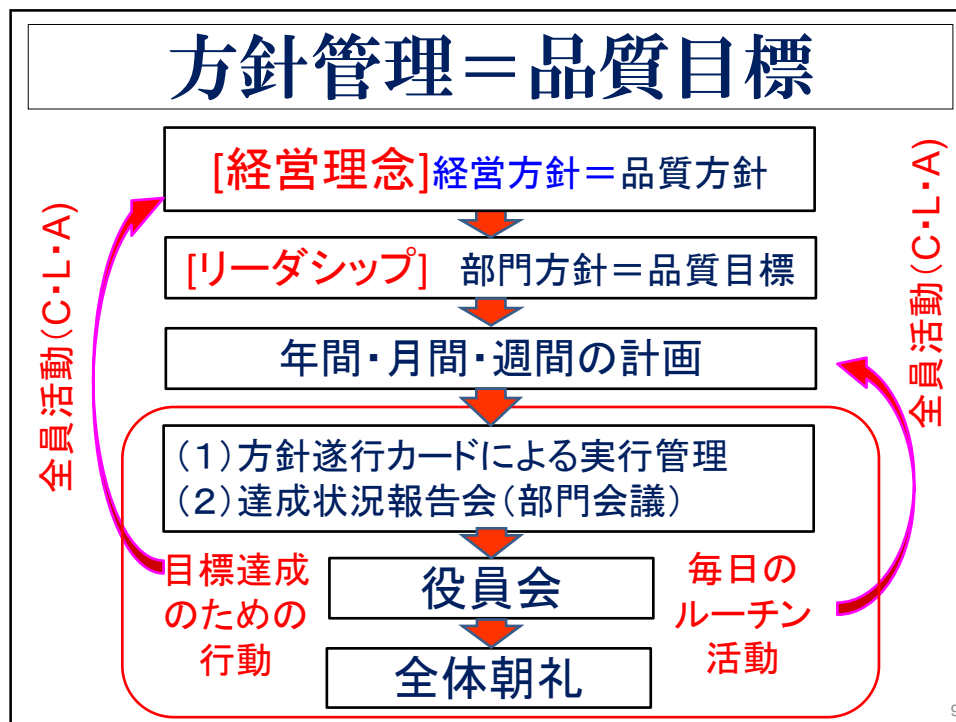 方針管理＝品質目標
[経営理念]経営方針＝品質方針
[リーダシップ] 部門方針＝品質目標
年間・月間・週間の計画
（１）方針遂行カードによる実行管理
（２）達成状況報告会（部門会議）
役員会
全体朝礼
目標達成
のための
行動
毎日の
ルーチン
活動
全員活動（C・L・A）
全員活動（C・L・A）
9